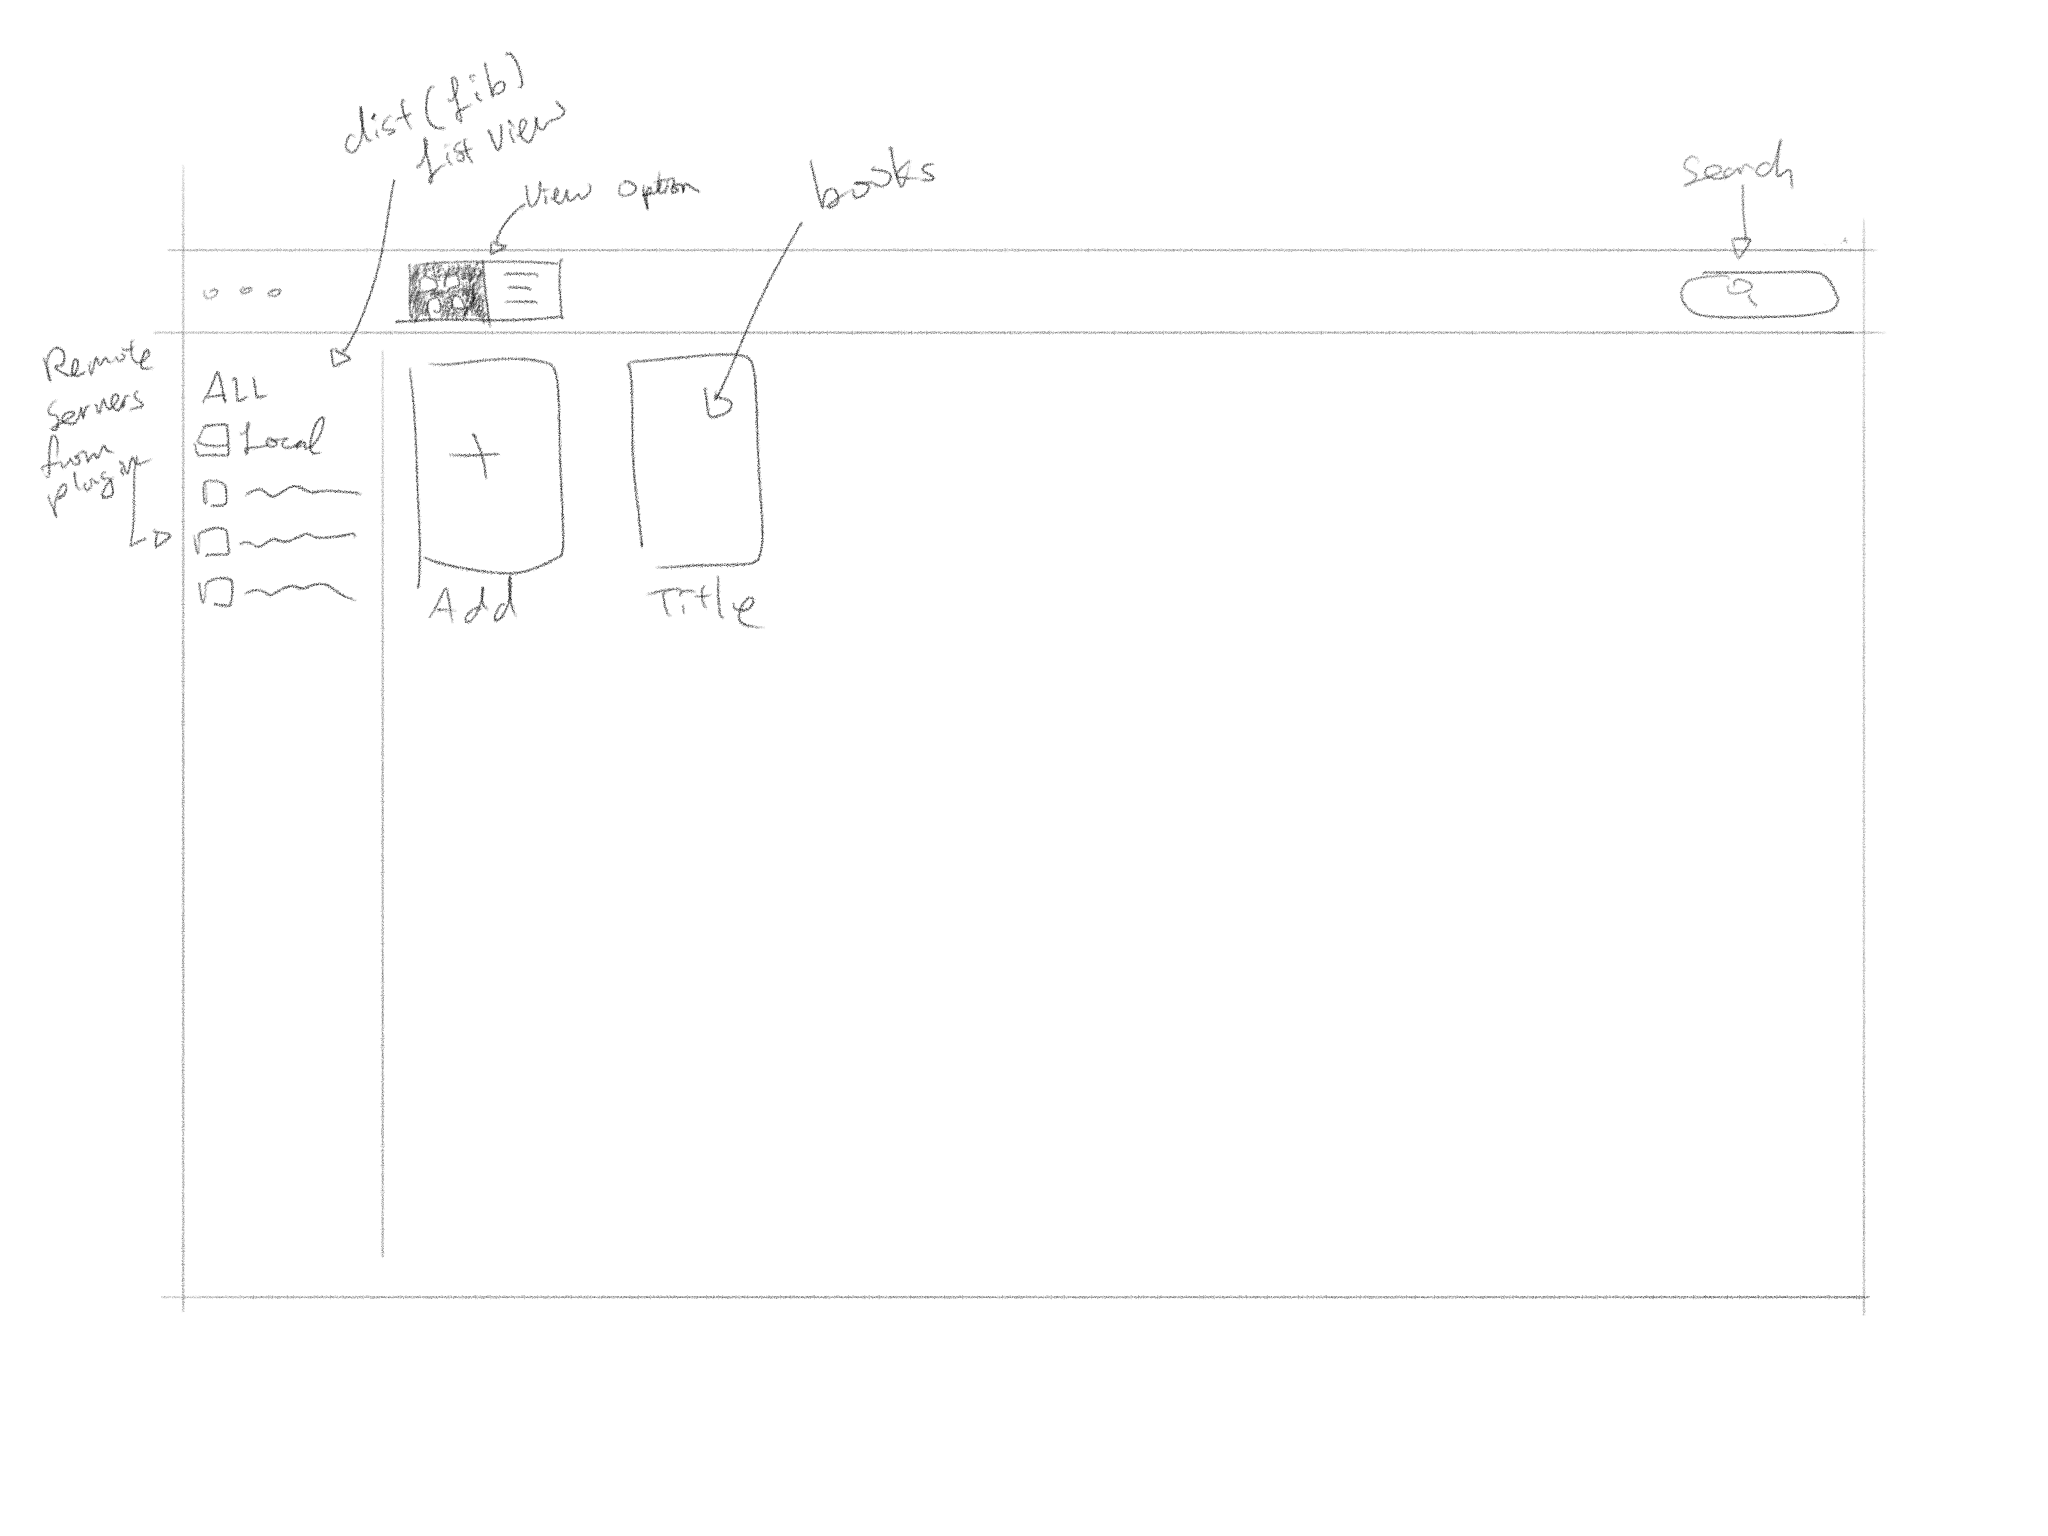 dist(Lib)
List View
View Option
books
Search
Remote
Servers
from
plugin
ALL
Local
Add
Title